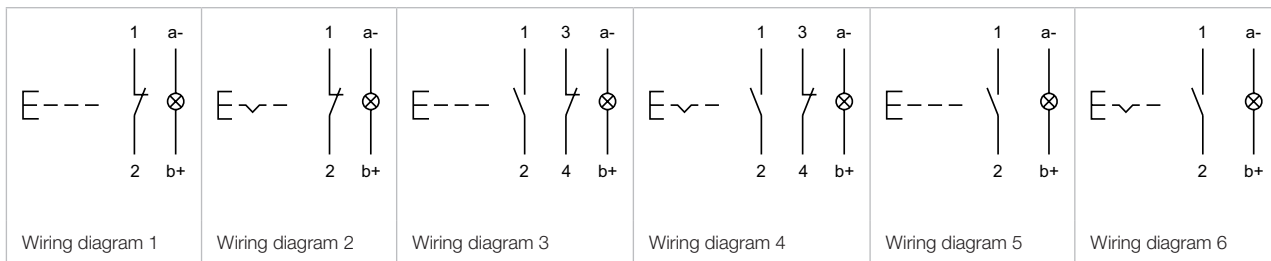 1 a-
2 b+
Wiring diagram 1
1 a-
2 b+
Wiring diagram 2
1 3 a-
2 4 b+
Wiring diagram 3
1 3 a-
2 4 b+
Wiring diagram 4
1 a-
2 b+
Wiring diagram 5
1 a-
2 b+
Wiring diagram 6